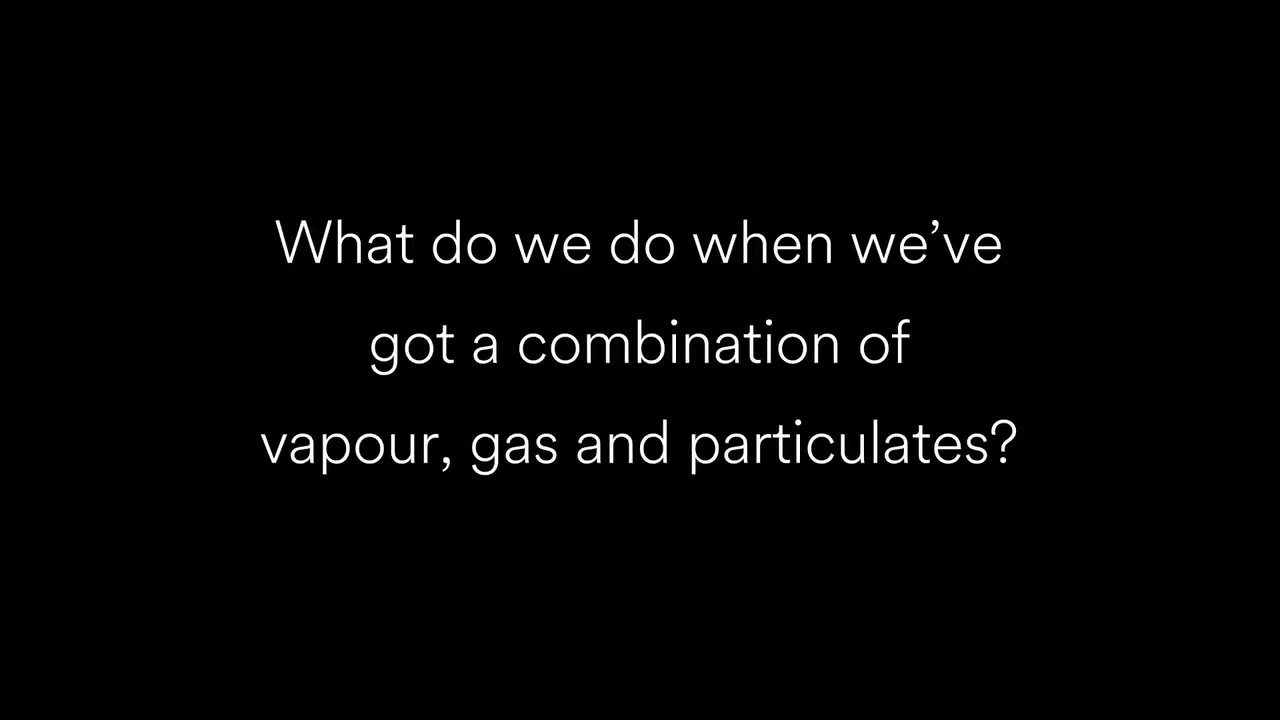 What do we do when we’ve
got a combination of
vapour, gas and particulates?